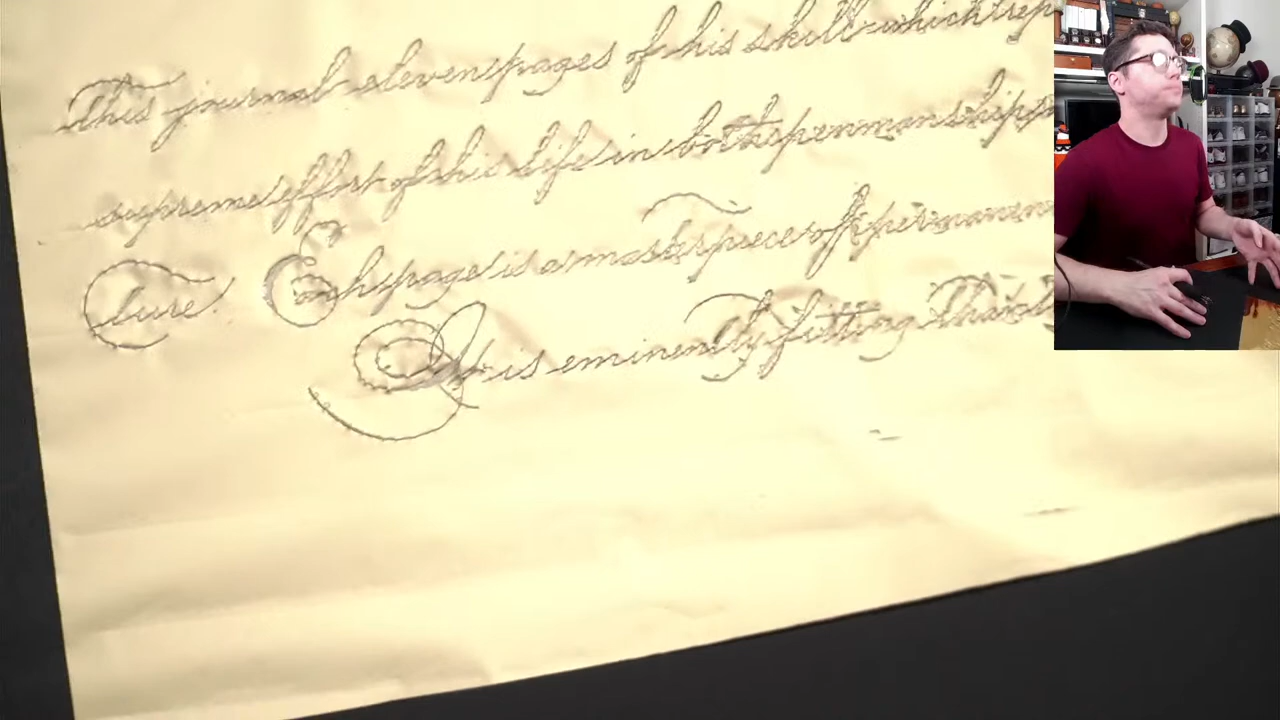 This journal eleven pages of his skill which rep
supreme effort of his life in both penmanship
ture. Each page is a masterpiece of penmansh
It is eminently fitting that